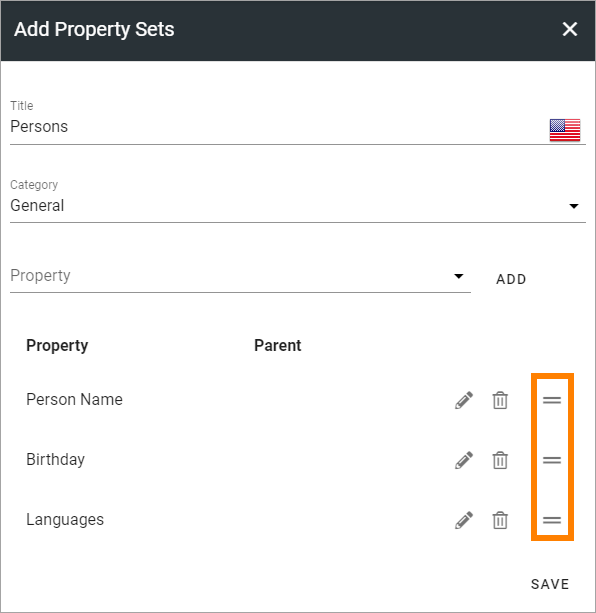 Add Property Sets
Title
Persons
Category
General
Property
ADD
Property Parent
Person Name
Birthday
Languages
SAVE